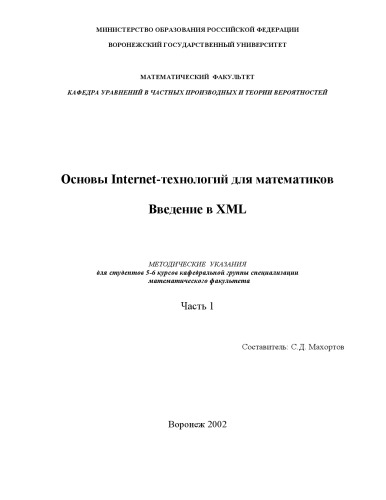 МИНИСТЕРСТВО ОБРАЗОВАНИЯ РОССИЙСКОЙ ФЕДЕРАЦИИ
ВОРОНЕЖСКИЙ ГОСУДАРСТВЕННЫЙ УНИВЕРСИТЕТ
МАТЕМАТИЧЕСКИЙ ФАКУЛЬТЕТ
КАФЕДРА УРАВНЕНИЙ В ЧАСТНЫХ ПРОИЗВОДНЫХ И ТЕОРИИ ВЕРОЯТНОСТЕЙ
Основы Internet-технологий для математиков
Введение в XML
МЕТОДИЧЕСКИЕ УКАЗАНИЯ
для студентов 5-6 курсов кафедральной группы специализации
математического факультета
Часть 1
Составитель: С.Д. Махортов
Воронеж 2002